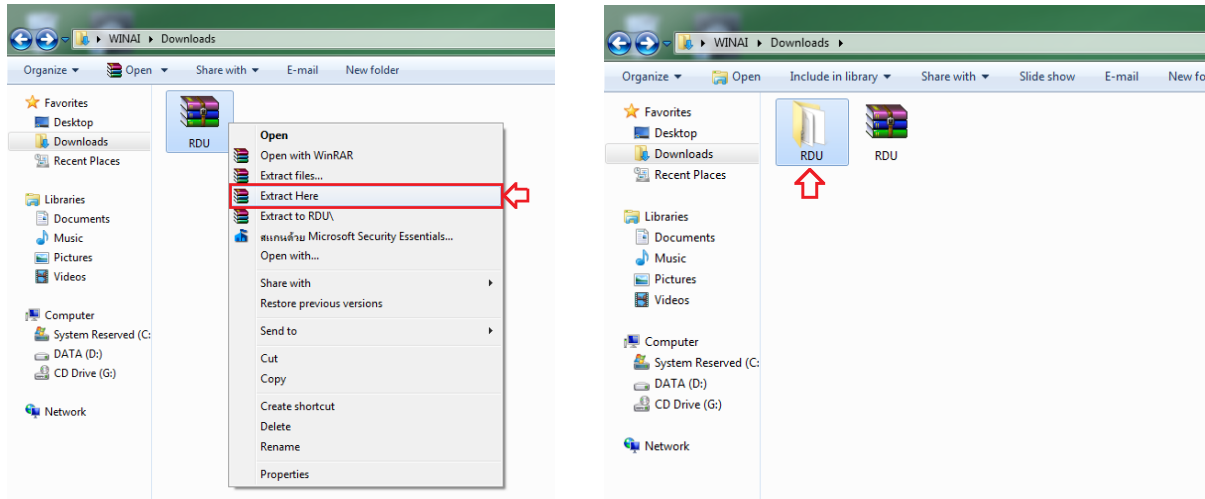 WINAI ▸ Downloads
Organize ▾ Open ▾ Share with ▾ E-mail New folder
Favorites
Desktop
Downloads
Recent Places
Libraries
Documents
Music
Pictures
Videos
Computer
System Reserved (C:
DATA (D:)
CD Drive (G:)
Network
RDU
Open
Open with WinRAR
Extract files...
Extract Here
Extract to RDU\
สแกนด้วย Microsoft Security Essentials...
Open with...
Share with
Restore previous versions
Send to
Cut
Copy
Create shortcut
Delete
Rename
Properties
WINAI ▸ Downloads ▸
Organize ▾ Open Include in library ▾ Share with ▾ Slide show E-mail New fo
Favorites
Desktop
Downloads
Recent Places
Libraries
Documents
Music
Pictures
Videos
Computer
System Reserved (C:
DATA (D:)
CD Drive (G:)
Network
RDU RDU